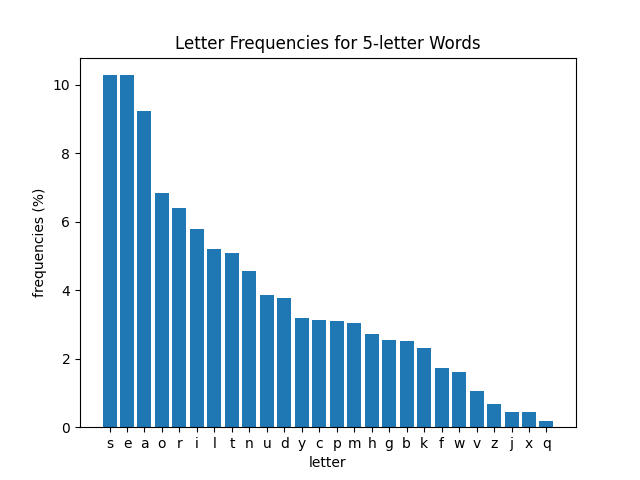 Letter Frequencies for 5-letter Words
10
8
6
4
2
0
frequencies (%)
s e a o r i l t n u d y c p m h g b k f w v z j x q
letter